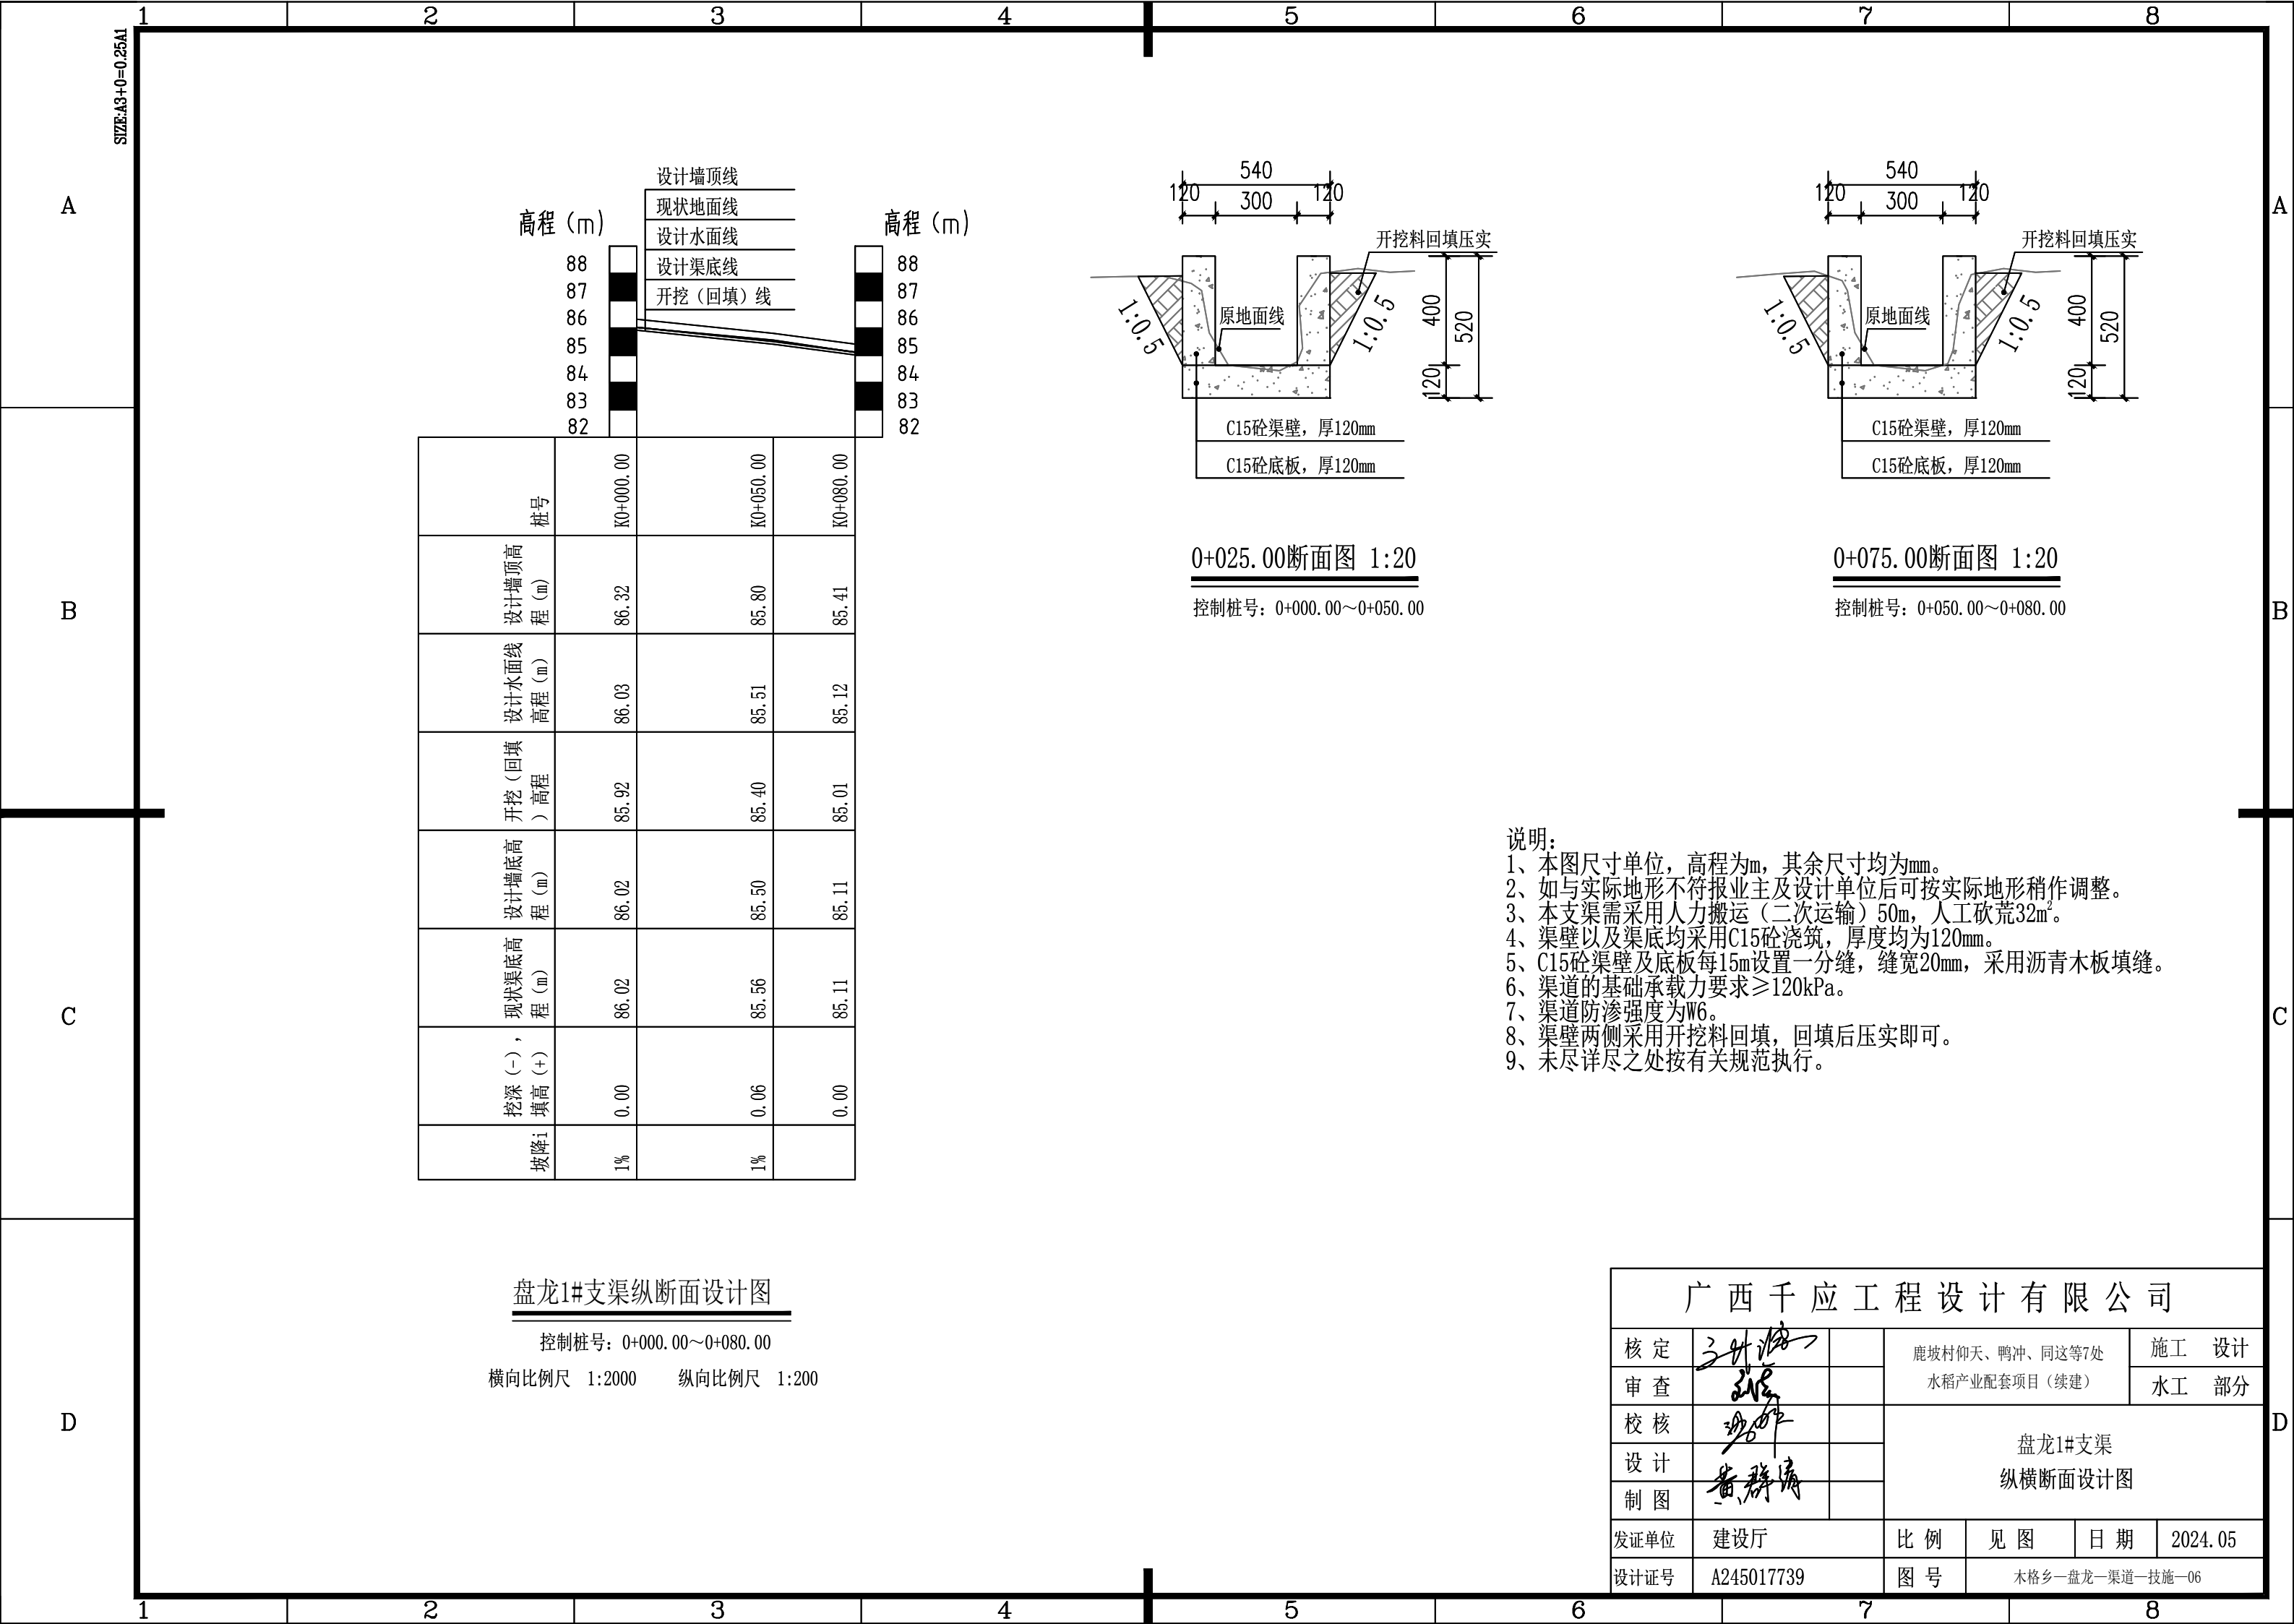 1 2 3 4 5 6 7 8
SIZE:A3+0=0.25A1
A
A
B
B
C
C
D
D
高程（m）
高程（m）
设计墙顶线
现状地面线
设计水面线
设计渠底线
开挖（回填）线
88 88
87 87
86 86
85 85
84 84
83 83
82 82
桩号 K0+000.00 K0+050.00 K0+080.00
设计墙顶高程（m） 86.32 85.80 85.41
设计水面线高程（m） 86.03 85.51 85.12
开挖（回填）高程 85.92 85.40 85.01
设计墙底高程（m） 86.02 85.50 85.11
现状渠底高程（m） 86.02 85.56 85.11
挖深（-），填高（+） 0.00 0.06 0.00
坡降i 1% 1%
盘龙1#支渠纵断面设计图
控制桩号：0+000.00～0+080.00
横向比例尺 1:2000 纵向比例尺 1:200
540
120 300 120
开挖料回填压实
1:0.5
原地面线
1:0.5
400
520
120
C15砼渠壁，厚120mm
C15砼底板，厚120mm
0+025.00断面图 1:20
控制桩号：0+000.00～0+050.00
540
120 300 120
开挖料回填压实
1:0.5
原地面线
1:0.5
400
520
120
C15砼渠壁，厚120mm
C15砼底板，厚120mm
0+075.00断面图 1:20
控制桩号：0+050.00～0+080.00
说明：
1、本图尺寸单位，高程为m，其余尺寸均为mm。
2、如与实际地形不符报业主及设计单位后可按实际地形稍作调整。
3、本支渠需采用人力搬运（二次运输）50m，人工砍荒32m²。
4、渠壁以及渠底均采用C15砼浇筑，厚度均为120mm。
5、C15砼渠壁及底板每15m设置一分缝，缝宽20mm，采用沥青木板填缝。
6、渠道的基础承载力要求≥120kPa。
7、渠道防渗强度为W6。
8、渠壁两侧采用开挖料回填，回填后压实即可。
9、未尽详尽之处按有关规范执行。
广西千应工程设计有限公司
核定
审查
校核
设计
制图
黄群清
鹿坡村仰天、鸭冲、同这等7处
水稻产业配套项目（续建）
施工 设计
水工 部分
盘龙1#支渠
纵横断面设计图
发证单位 建设厅 比例 见图 日期 2024.05
设计证号 A245017739 图号 木格乡—盘龙—渠道—技施—06
1 2 3 4 5 6 7 8